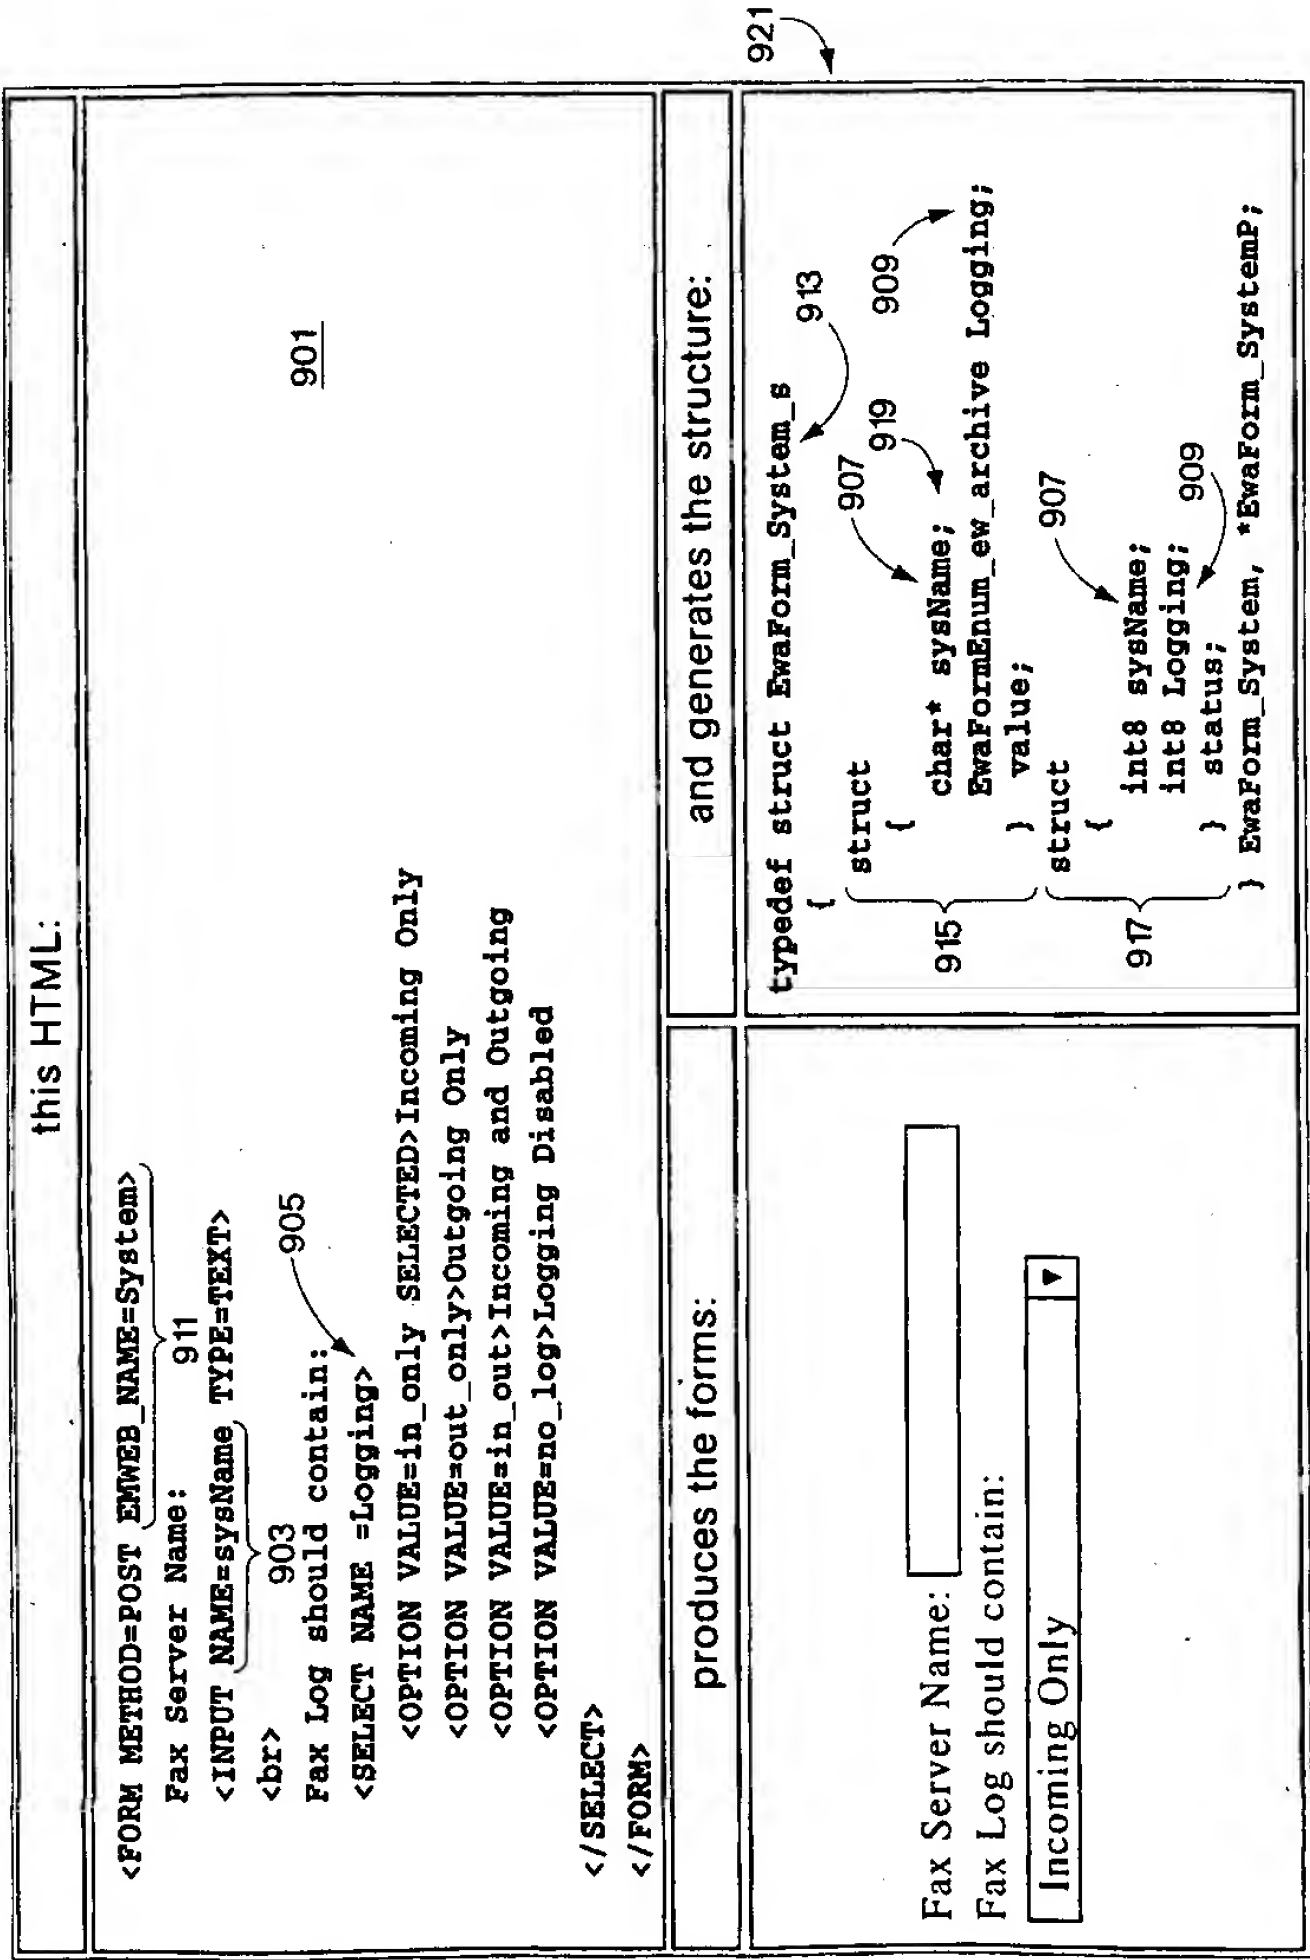 this HTML:
<FORM METHOD=POST EMWEB_NAME=System>
911
Fax Server Name:
<INPUT NAME=sysName TYPE=TEXT>
903
<br>
905
Fax Log should contain:
<SELECT NAME =Logging>
<OPTION VALUE=in_only SELECTED>Incoming Only
<OPTION VALUE=out_only>Outgoing Only
<OPTION VALUE=in_out>Incoming and Outgoing
<OPTION VALUE=no_log>Logging Disabled
</SELECT>
</FORM>
901
produces the forms:
Fax Server Name:
Fax Log should contain:
Incoming Only
and generates the structure:
921
typedef struct EwaForm_System_s
913
{
struct
907
919
909
{
char* sysName;
EwaFormEnum_ew_archive Logging;
} value;
915
struct
907
{
int8 sysName;
int8 Logging;
909
} status;
917
} EwaForm_System, *EwaForm_SystemP;